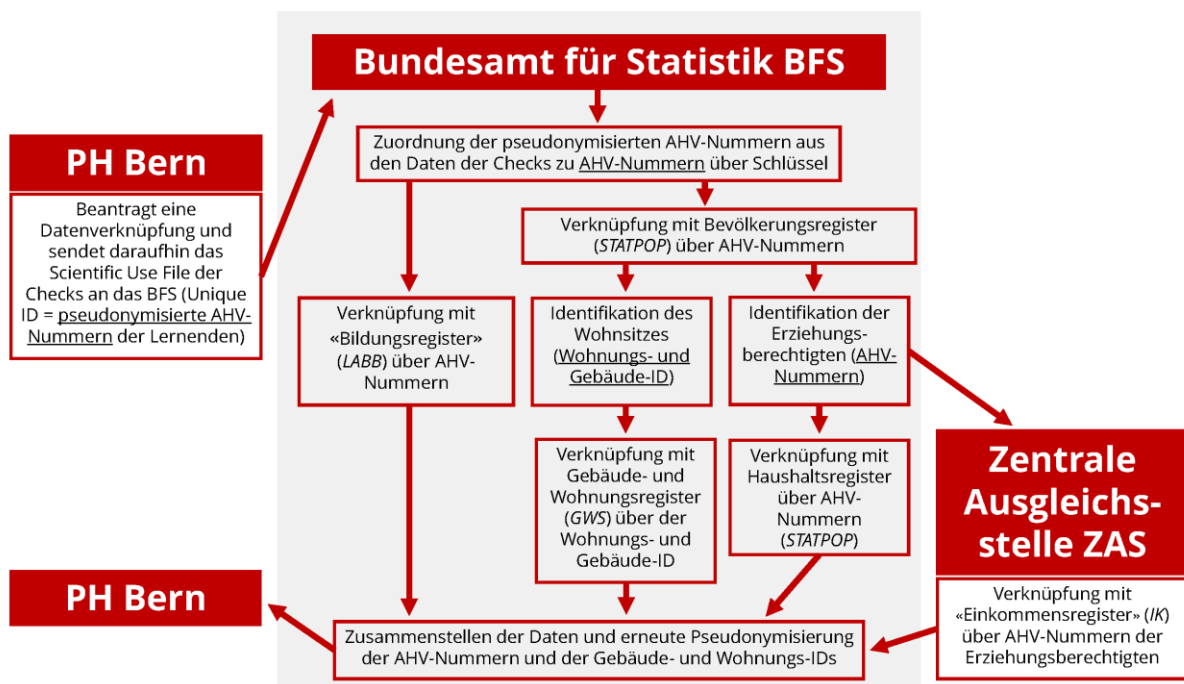 Bundesamt für Statistik BFS
PH Bern
Beantragt eine
Datenverknüpfung und
sendet daraufhin das
Scientific Use File der
Checks an das BFS (Unique
ID = pseudonymisierte AHV-
Nummern der Lernenden)
Zuordnung der pseudonymisierten AHV-Nummern aus
den Daten der Checks zu AHV-Nummern über Schlüssel
Verknüpfung mit Bevölkerungsregister
(STATPOP) über AHV-Nummern
Verknüpfung mit
«Bildungsregister»
(LABB) über AHV-
Nummern
Identifikation des
Wohnsitzes
(Wohnungs- und
Gebäude-ID)
Identifikation der
Erziehungs-
berechtigten (AHV-
Nummern)
Verknüpfung mit
Gebäude- und
Wohnungsregister
(GWS) über der
Wohnungs- und
Gebäude-ID
Verknüpfung mit
Haushaltsregister
über AHV-
Nummern
(STATPOP)
Zentrale
Ausgleichs-
stelle ZAS
Verknüpfung mit
«Einkommensregister» (IK)
über AHV-Nummern der
Erziehungsberechtigten
Zusammenstellen der Daten und erneute Pseudonymisierung
der AHV-Nummern und der Gebäude- und Wohnungs-IDs
PH Bern